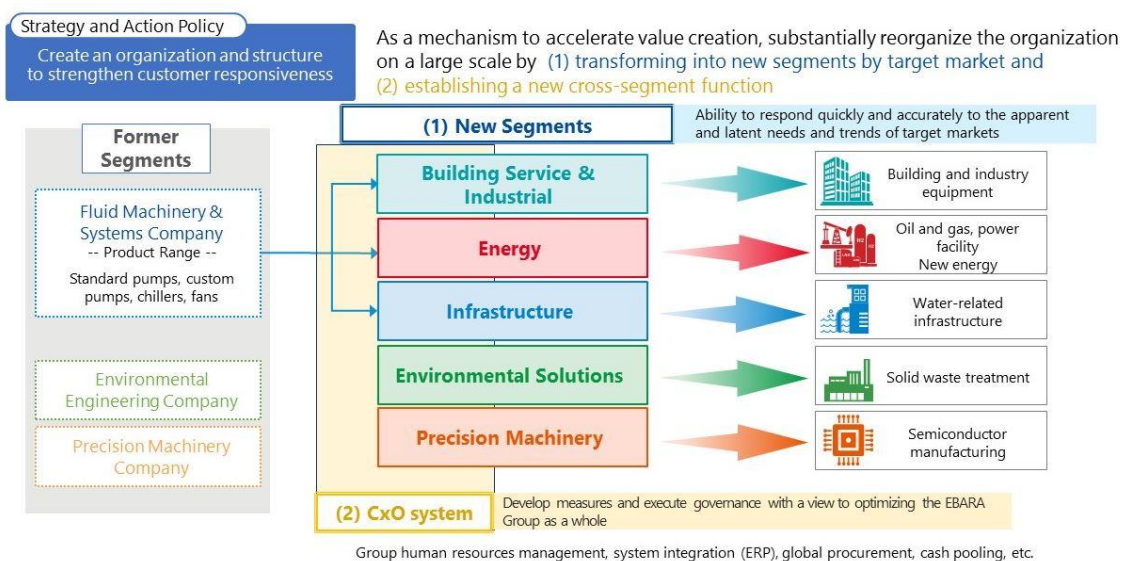 Strategy and Action Policy
Create an organization and structure
to strengthen customer responsiveness
As a mechanism to accelerate value creation, substantially reorganize the organization
on a large scale by (1) transforming into new segments by target market and
(2) establishing a new cross-segment function
Former
Segments
Fluid Machinery &
Systems Company
-- Product Range --
Standard pumps, custom
pumps, chillers, fans
Environmental
Engineering Company
Precision Machinery
Company
(1) New Segments
Ability to respond quickly and accurately to the apparent
and latent needs and trends of target markets
Building Service &
Industrial
Building and industry
equipment
Energy
Oil and gas, power
facility
New energy
Infrastructure
Water-related
infrastructure
Environmental Solutions
Solid waste treatment
Precision Machinery
Semiconductor
manufacturing
(2) CxO system
Develop measures and execute governance with a view to optimizing the EBARA
Group as a whole
Group human resources management, system integration (ERP), global procurement, cash pooling, etc.